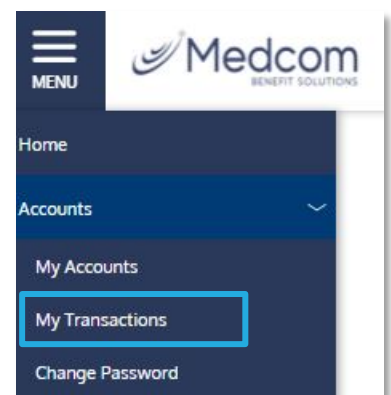 MENU
Medcom
BENEFIT SOLUTIONS
Home
Accounts
My Accounts
My Transactions
Change Password